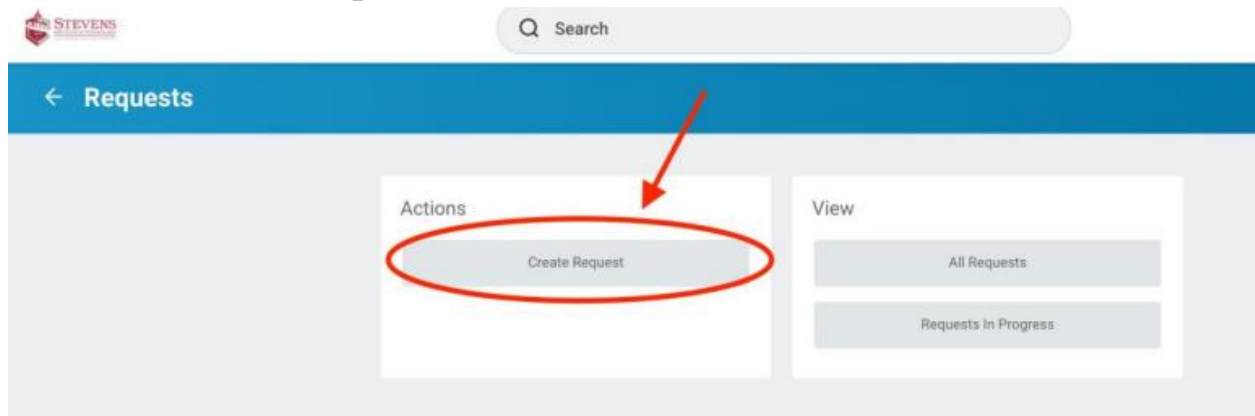 STEVENS
Search
Requests
Actions
Create Request
View
All Requests
Requests In Progress